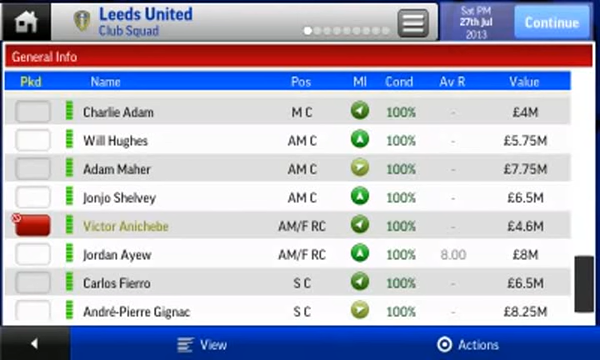 Leeds United
Club Squad
Sat PM
27th Jul
2013
Continue
General Info
Pkd Name Pos Ml Cond Av R Value
Charlie Adam M C 100% - £4M
Will Hughes AM C 100% - £5.75M
Adam Maher AM C 100% - £7.75M
Jonjo Shelvey AM C 100% - £6.5M
Victor Anichebe AM/F RC 100% - £4.6M
Jordan Ayew AM/F RC 100% 8.00 £8M
Carlos Fierro S C 100% - £6.5M
André-Pierre Gignac S C 100% - £8.25M
View Actions